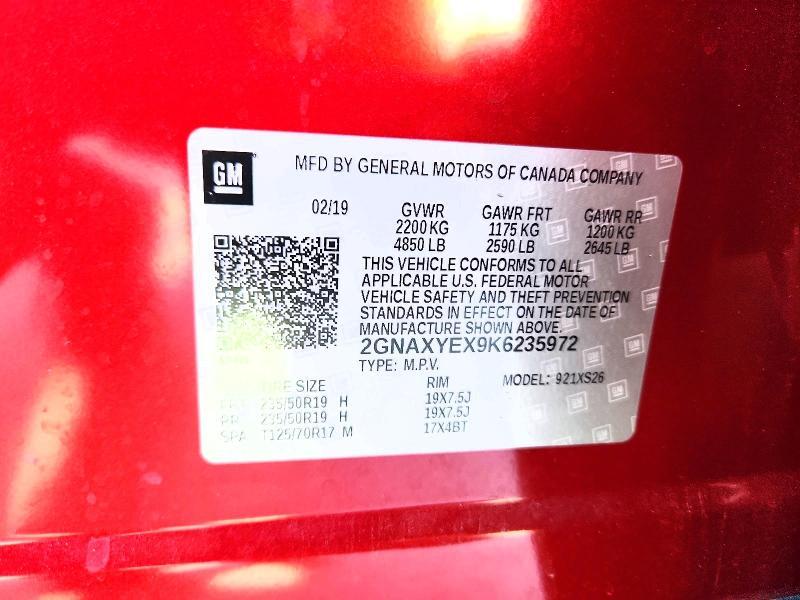 GM
MFD BY GENERAL MOTORS OF CANADA COMPANY
02/19 GVWR GAWR FRT GAWR RR
2200 KG 1175 KG 1200 KG
4850 LB 2590 LB 2645 LB
THIS VEHICLE CONFORMS TO ALL
APPLICABLE U.S. FEDERAL MOTOR
VEHICLE SAFETY AND THEFT PREVENTION
STANDARDS IN EFFECT ON THE DATE OF
MANUFACTURE SHOWN ABOVE.
2GNAXYEX9K6235972
TYPE: M.P.V. MODEL: 921XS26
SIZE RIM
FRT 235/50R19 H 19X7.5J
RR 235/50R19 H 19X7.5J
SPA T125/70R17 M 17X4BT